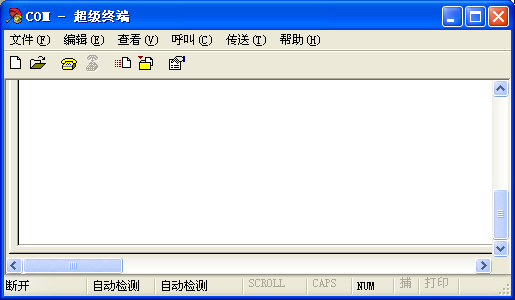 COM - 超级终端
文件(F) 编辑(E) 查看(V) 呼叫(C) 传送(T) 帮助(H)
断开 自动检测 自动检测 SCROLL CAPS NUM 捕 打印